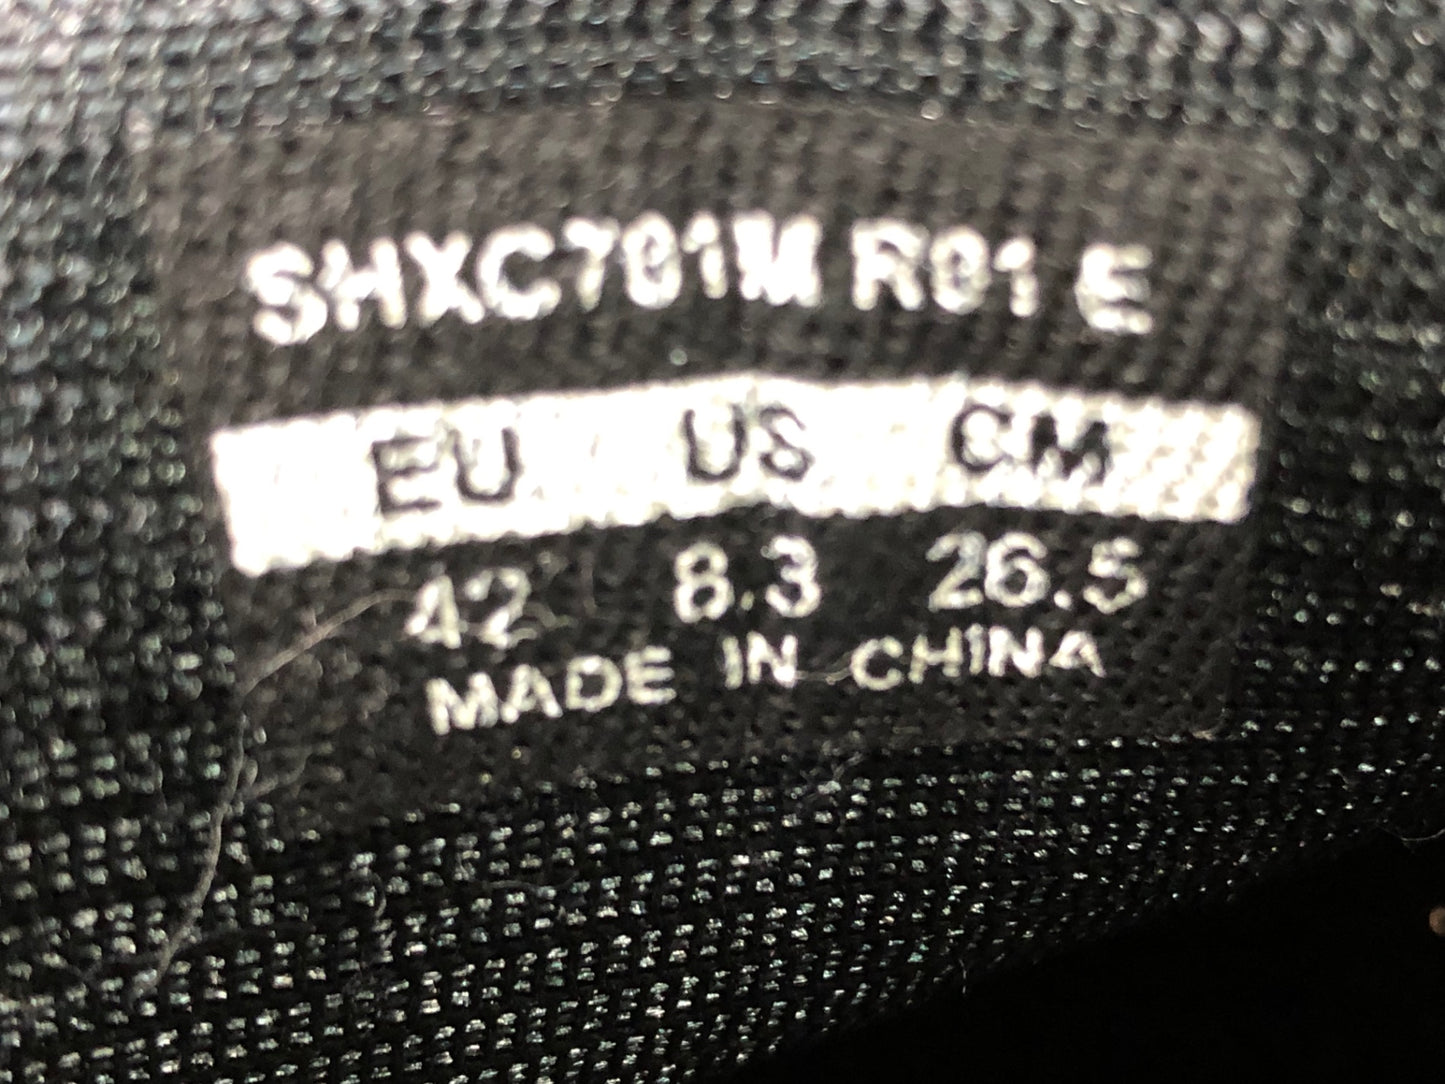 SHXC701M R01 E
EU US CM
42 8.3 26.5
MADE IN CHINA